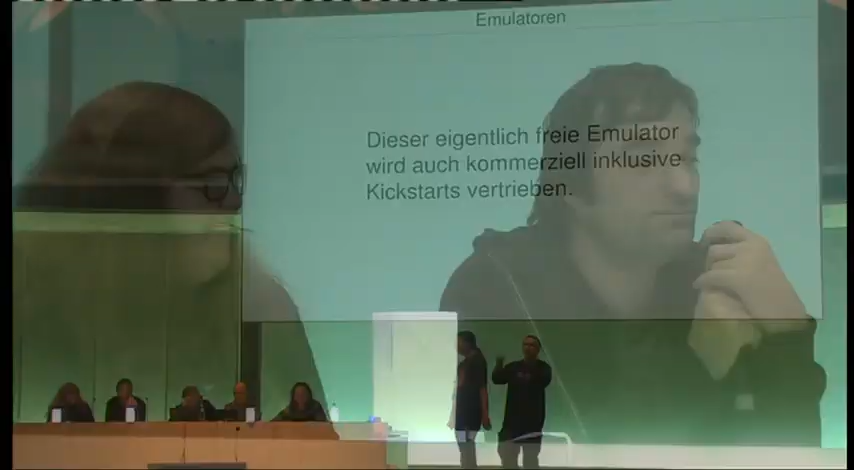 Emulatoren
Dieser eigentlich freie Emulator
wird auch kommerziell inklusive
Kickstarts vertrieben.